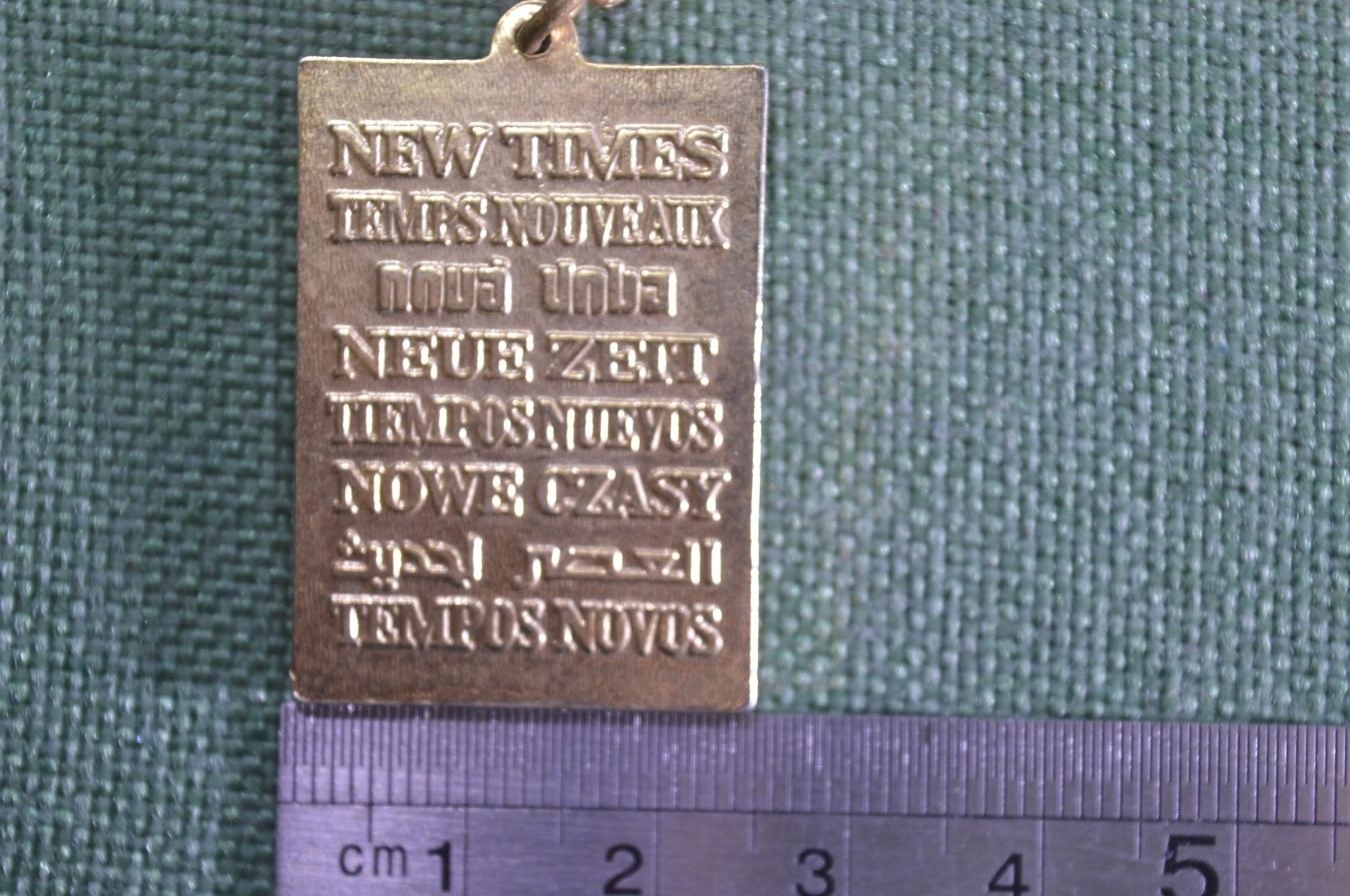 NEW TIMES
TEMPS NOUVEAUX
NEUE ZEIT
TIEMPOS NUEVOS
NOWE CZASY
العصر الجديد
TEMPOS NOVOS
cm 1 2 3 4 5